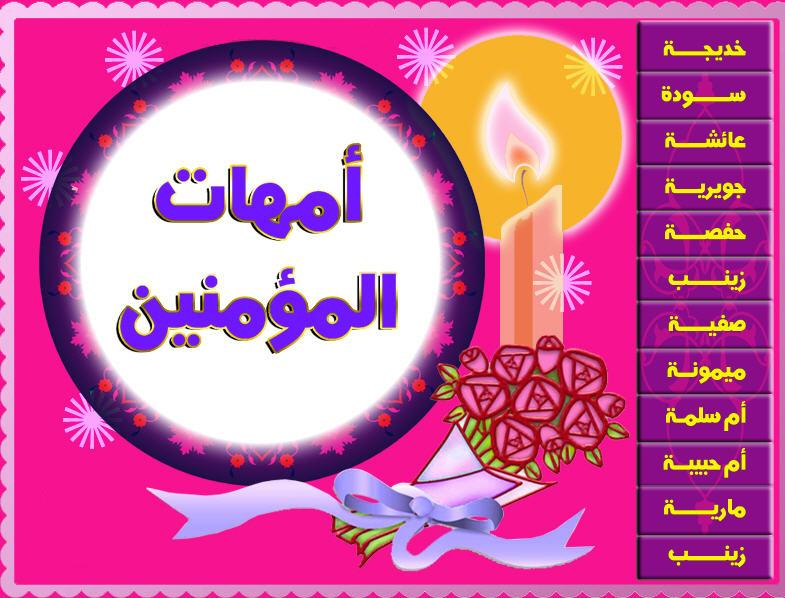 أمهات
المؤمنين
خديجة
سودة
عائشة
جويرية
حفصة
زينب
صفية
ميمونة
أم سلمة
أم حبيبة
مارية
زينب